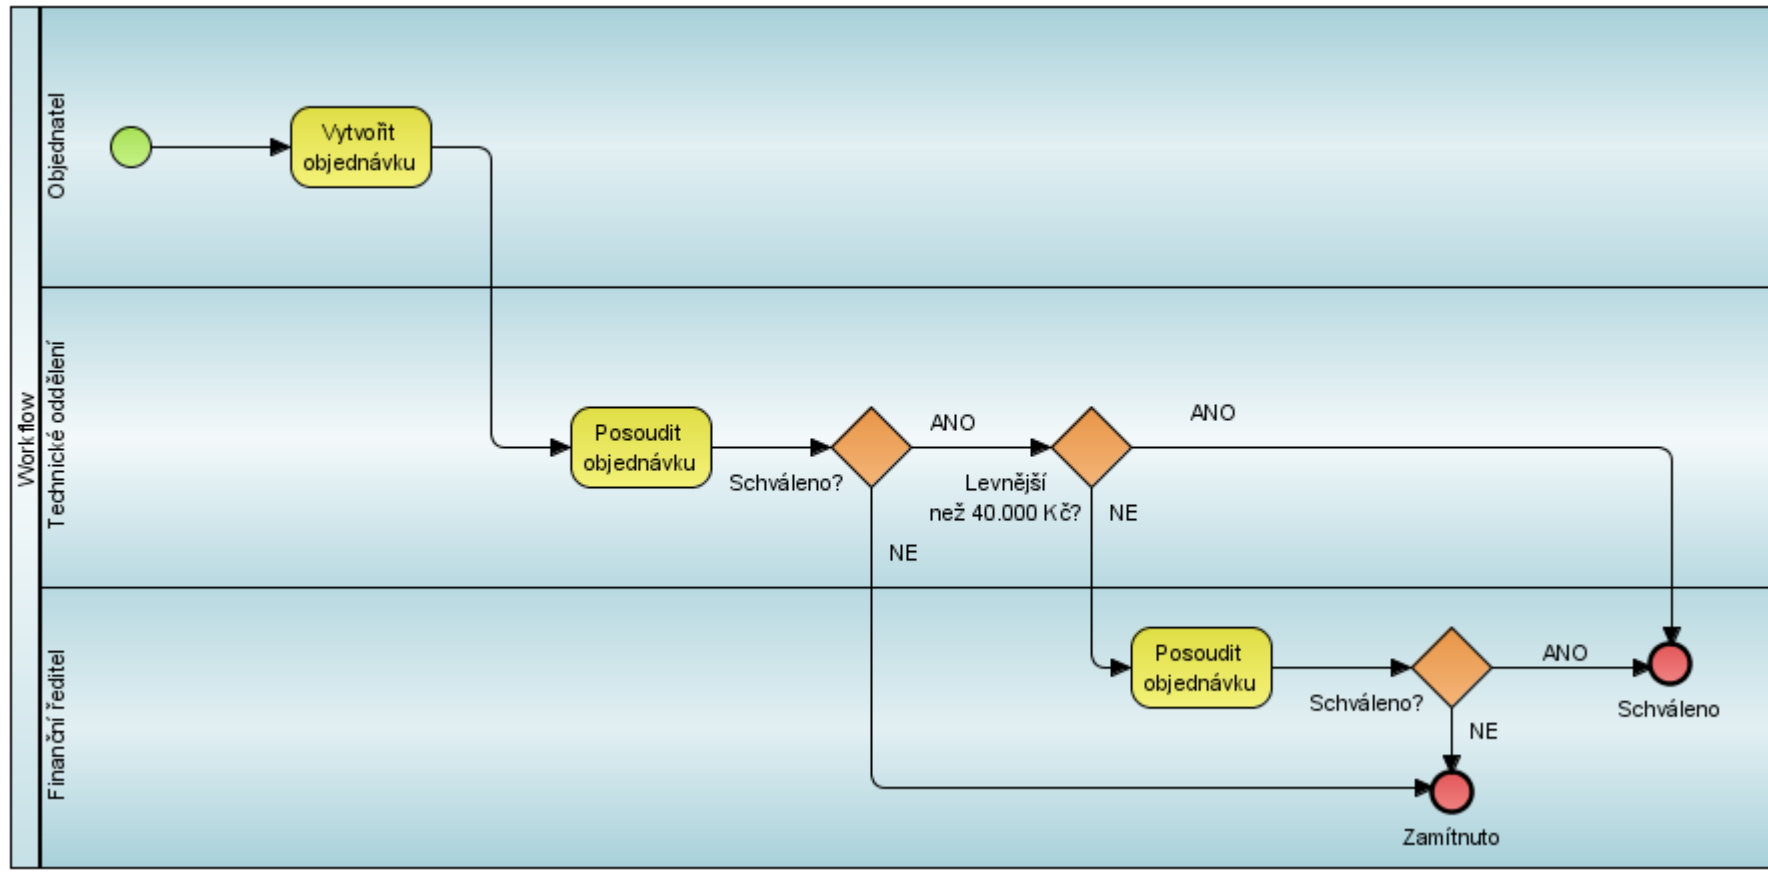 Workflow
Objednatel
Vytvořit
objednávku
Technické oddělení
Posoudit
objednávku
Schváleno?
ANO
NE
Levnější
než 40.000 Kč?
ANO
NE
Finanční ředitel
Posoudit
objednávku
Schváleno?
ANO
NE
Schváleno
Zamítnuto